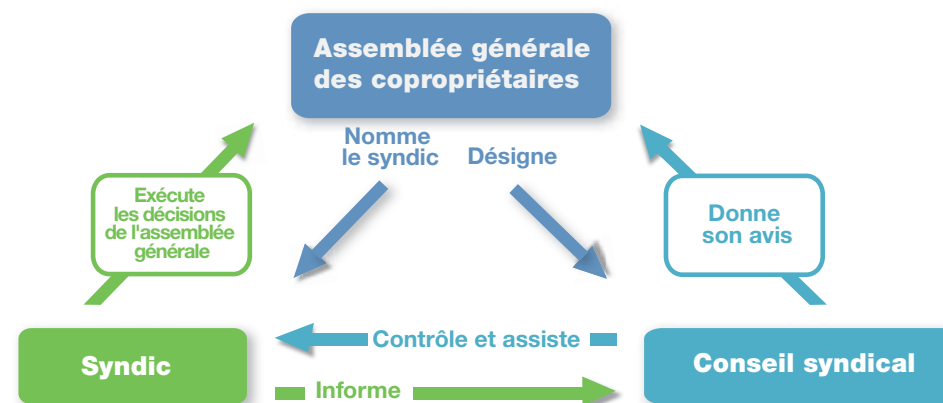 Assemblée générale
des copropriétaires
Nomme
le syndic
Désigne
Exécute
les décisions
de l'assemblée
générale
Donne
son avis
Contrôle et assiste
Syndic
Conseil syndical
Informe